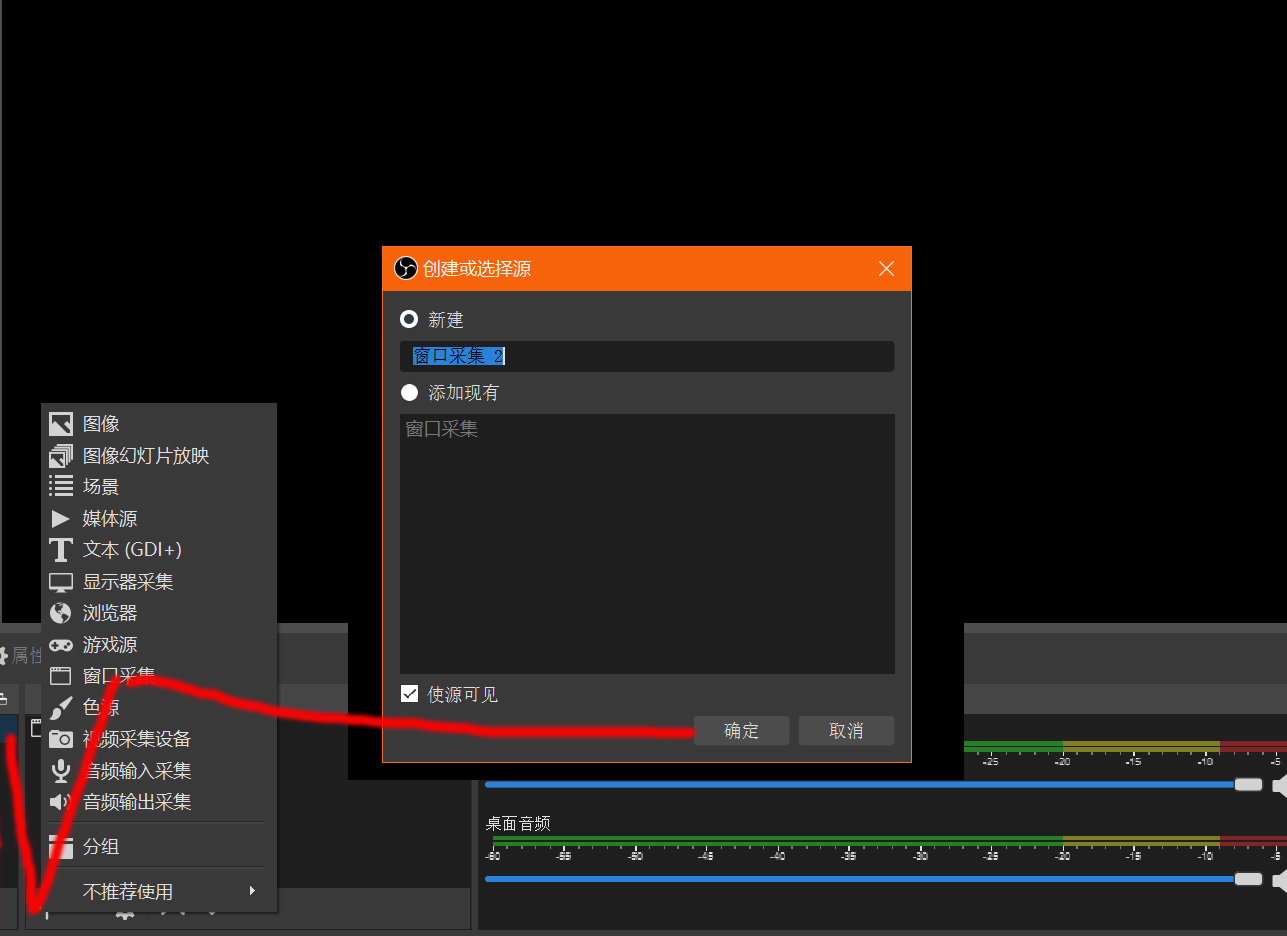 创建或选择源
新建
窗口采集 2
添加现有
窗口采集
使源可见
确定
取消
图像
图像幻灯片放映
场景
媒体源
文本 (GDI+)
显示器采集
浏览器
游戏源
窗口采集
色源
视频采集设备
音频输入采集
音频输出采集
分组
不推荐使用
属性
-25 -20 -15 -10 -5
桌面音频
-60 -55 -50 -45 -40 -35 -30 -25 -20 -15 -10 -5